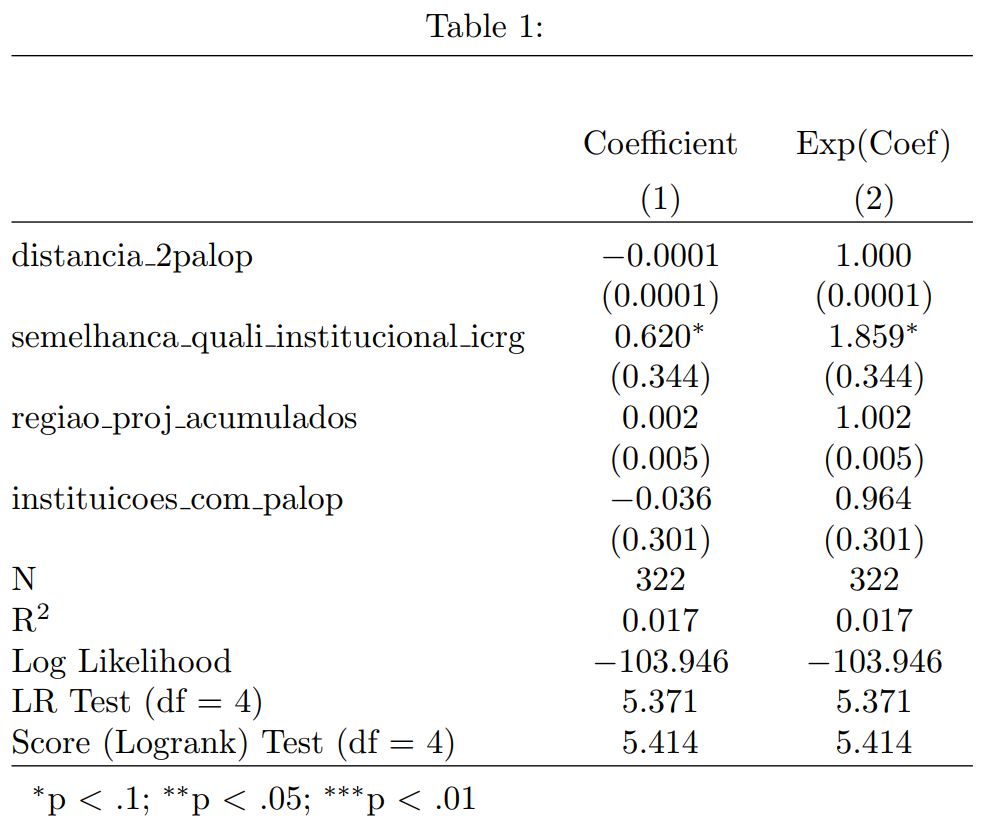 Table 1:
Coefficient Exp(Coef)
(1) (2)
distancia_2palop −0.0001 1.000
(0.0001) (0.0001)
semelhanca_quali_institucional_icrg 0.620* 1.859*
(0.344) (0.344)
regiao_proj_acumulados 0.002 1.002
(0.005) (0.005)
instituicoes_com_palop −0.036 0.964
(0.301) (0.301)
N 322 322
R² 0.017 0.017
Log Likelihood −103.946 −103.946
LR Test (df = 4) 5.371 5.371
Score (Logrank) Test (df = 4) 5.414 5.414
*p < .1; **p < .05; ***p < .01